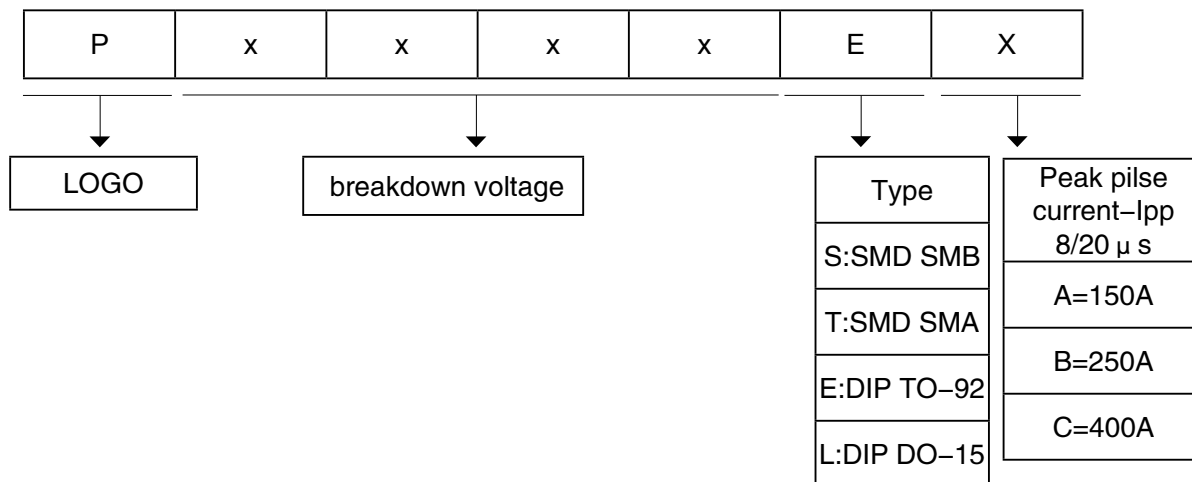 P x x x x E X
LOGO
breakdown voltage
Type
S:SMD SMB
T:SMD SMA
E:DIP TO–92
L:DIP DO–15
Peak pilse
current–Ipp
8/20 μ s
A=150A
B=250A
C=400A